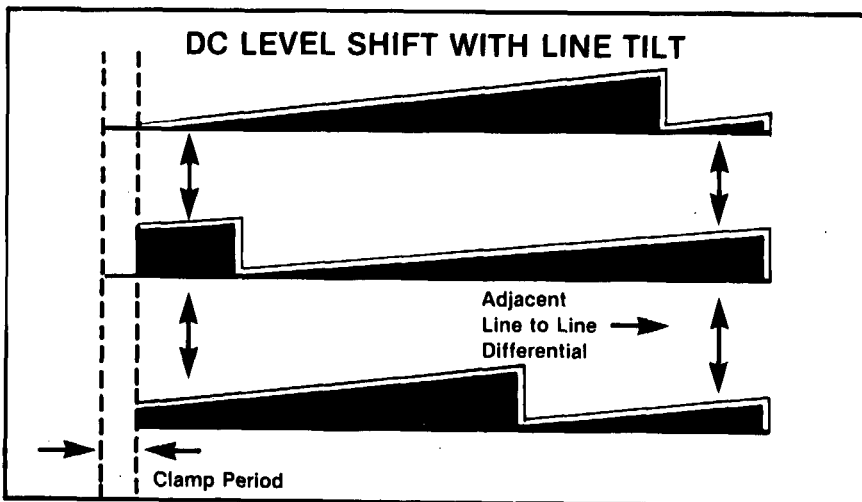 DC LEVEL SHIFT WITH LINE TILT
Adjacent
Line to Line
Differential
Clamp Period